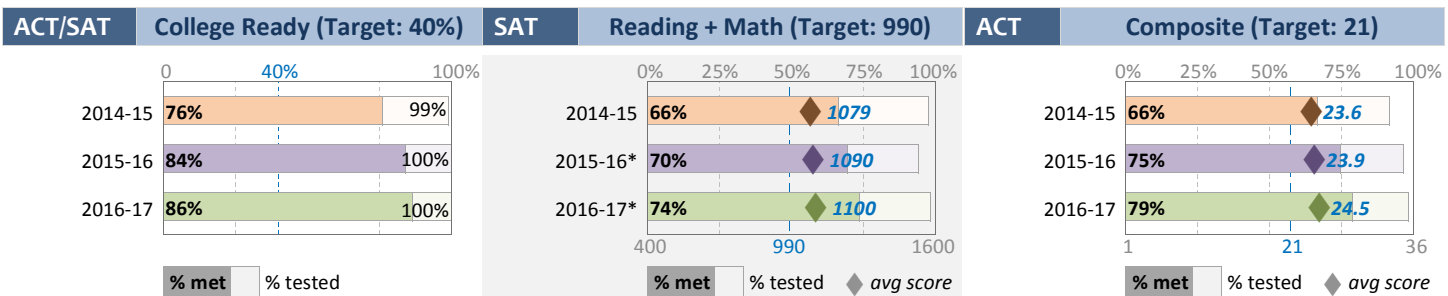 ACT/SAT College Ready (Target: 40%)
0 40% 100%
2014-15 76% 99%
2015-16 84% 100%
2016-17 86% 100%
% met % tested
SAT Reading + Math (Target: 990)
0% 25% 50% 75% 100%
2014-15 66% 1079
2015-16* 70% 1090
2016-17* 74% 1100
400 990 1600
% met % tested avg score
ACT Composite (Target: 21)
0% 25% 50% 75% 100%
2014-15 66% 23.6
2015-16 75% 23.9
2016-17 79% 24.5
1 21 36
% met % tested avg score